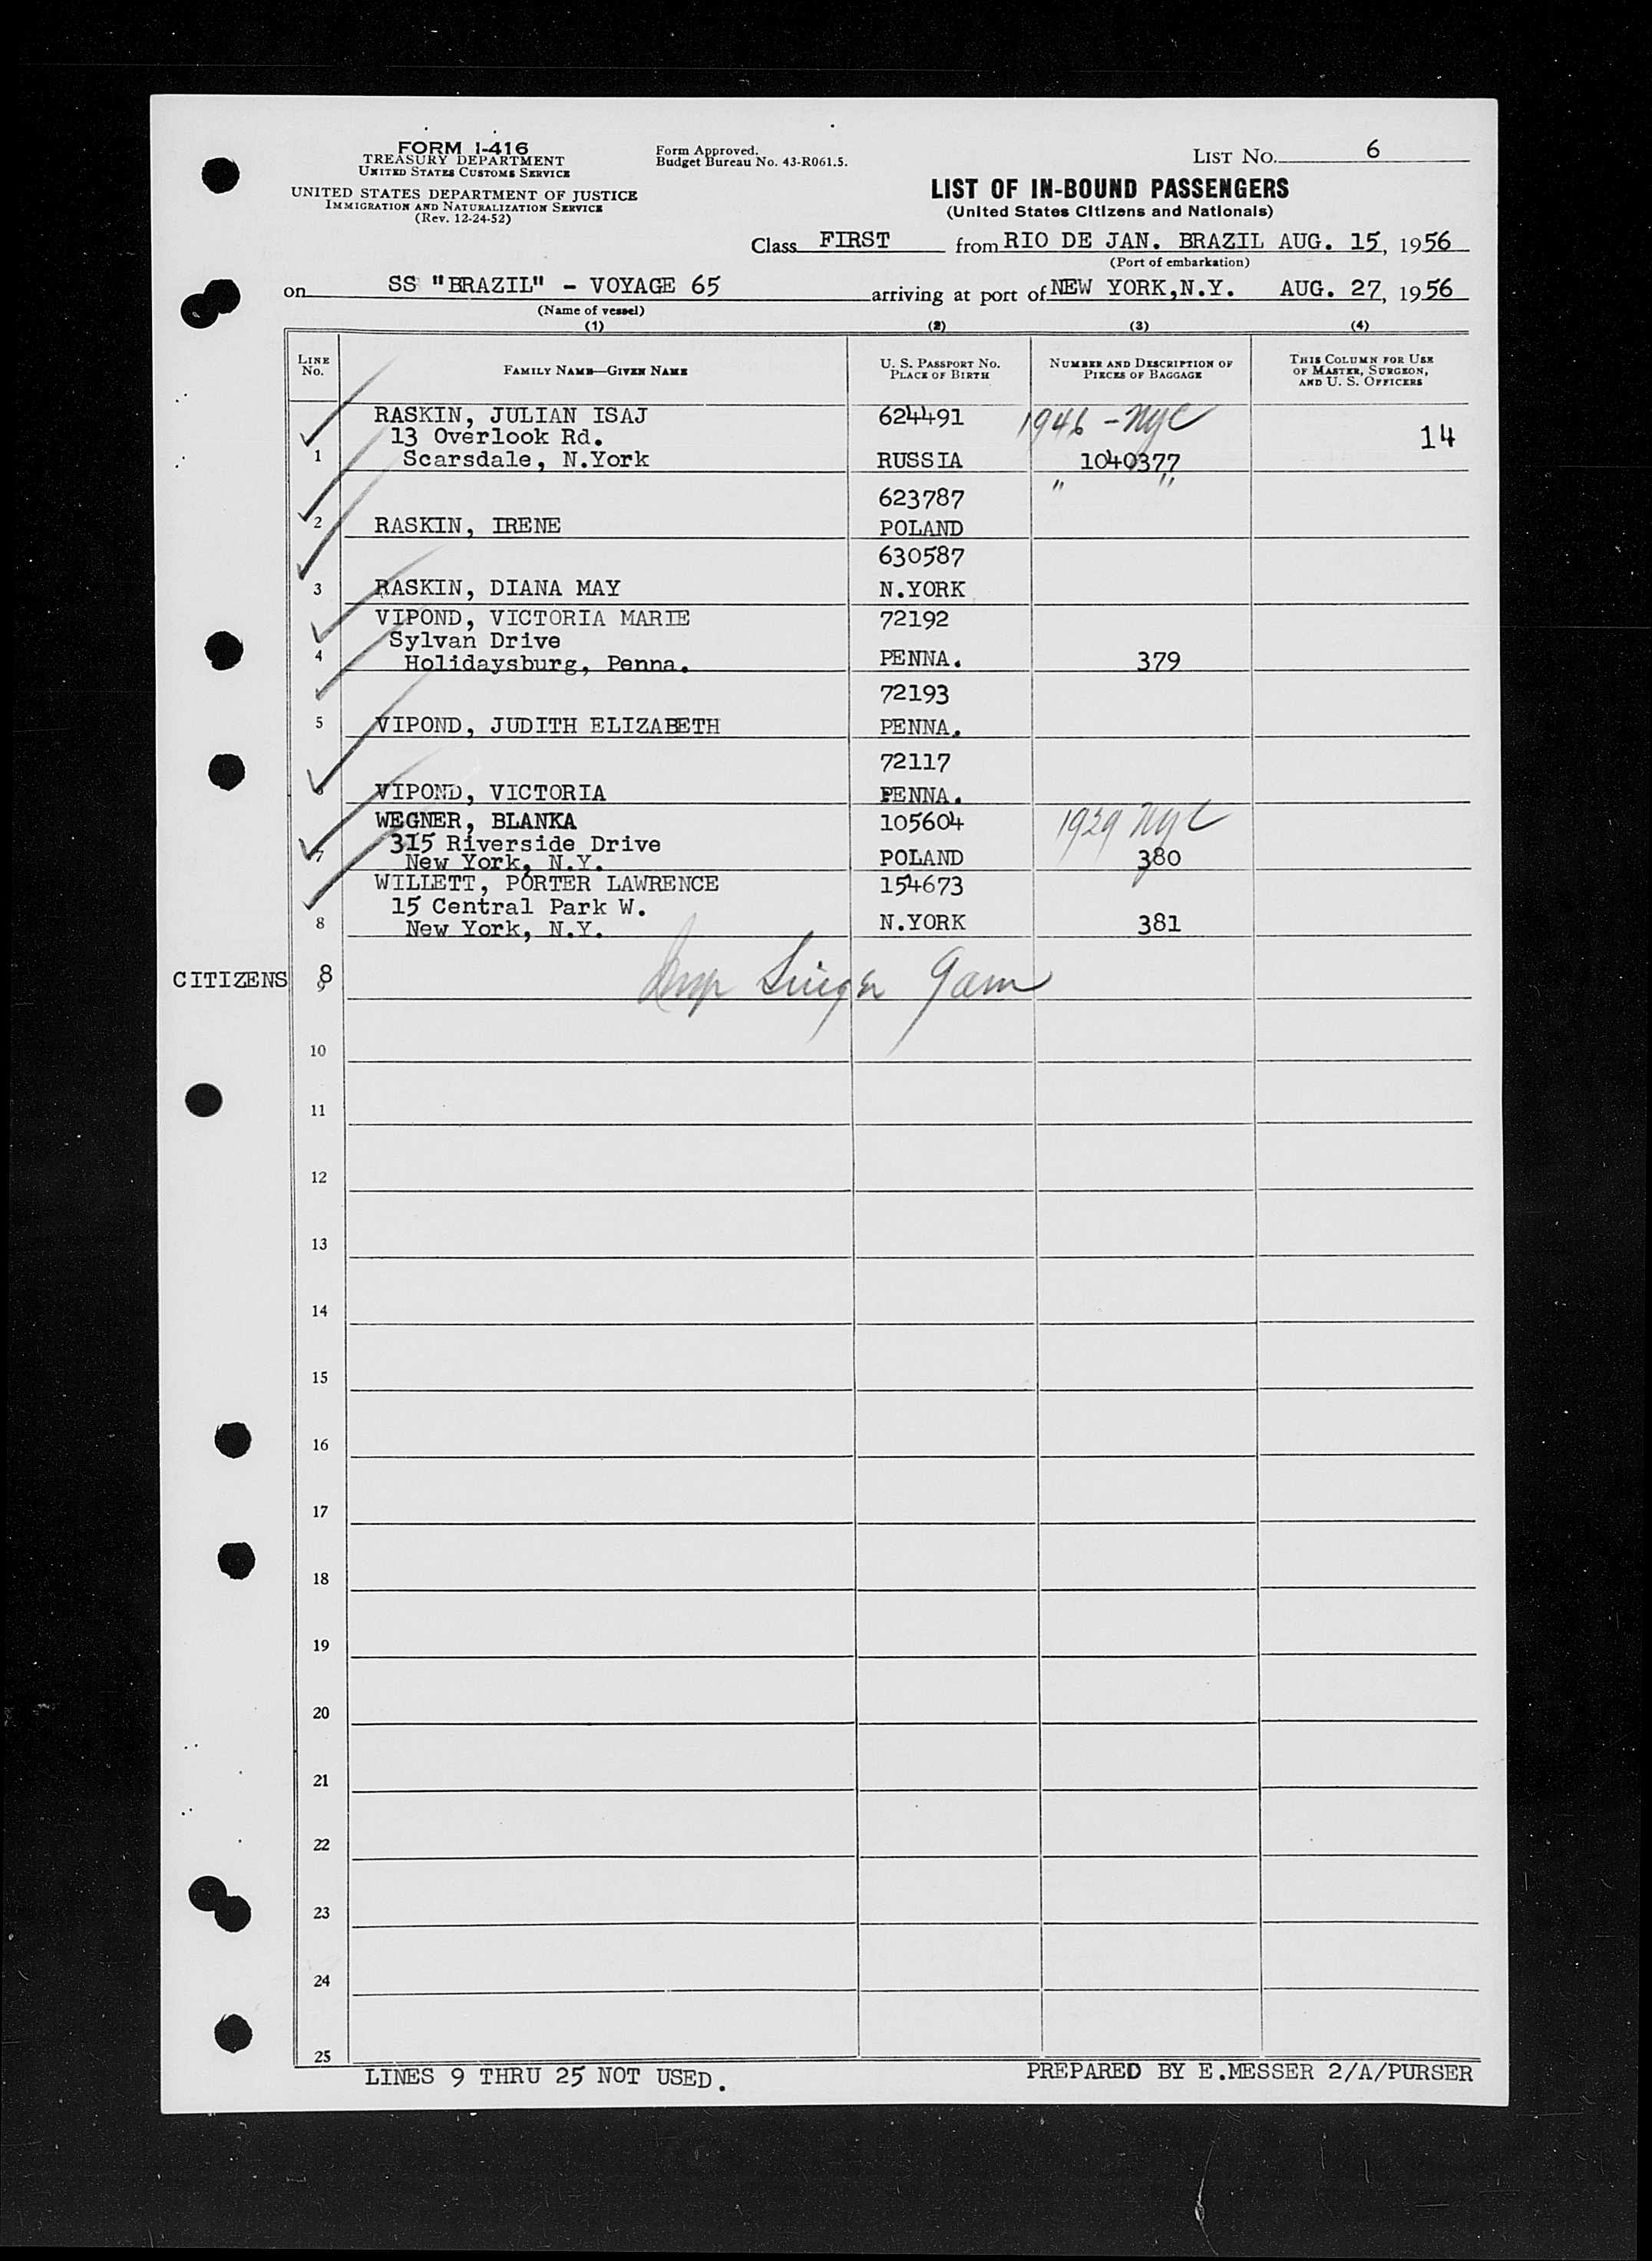 FORM I-416
TREASURY DEPARTMENT
UNITED STATES CUSTOMS SERVICE
UNITED STATES DEPARTMENT OF JUSTICE
IMMIGRATION AND NATURALIZATION SERVICE
(Rev. 12-24-52)
Form Approved.
Budget Bureau No. 43-R061.5.
LIST No. 6
LIST OF IN-BOUND PASSENGERS
(United States Citizens and Nationals)
Class FIRST from RIO DE JAN. BRAZIL AUG. 15, 1956
(Port of embarkation)
on SS "BRAZIL" - VOYAGE 65 arriving at port of NEW YORK,N.Y. AUG. 27, 1956
(Name of vessel)
(1) (2) (3) (4)
LINE No. FAMILY NAME—GIVEN NAME U. S. PASSPORT No. PLACE OF BIRTH NUMBER AND DESCRIPTION OF PIECES OF BAGGAGE THIS COLUMN FOR USE OF MASTER, SURGEON, AND U. S. OFFICERS
RASKIN, JULIAN ISAJ 624491 1946 - NYC
13 Overlook Rd. 14
1 Scarsdale, N.York RUSSIA 1040377
623787 " "
2 RASKIN, IRENE POLAND
630587
3 RASKIN, DIANA MAY N.YORK
VIPOND, VICTORIA MARIE 72192
Sylvan Drive
4 Holidaysburg, Penna. PENNA. 379
72193
5 VIPOND, JUDITH ELIZABETH PENNA.
72117
6 VIPOND, VICTORIA PENNA.
WEGNER, BLANKA 105604 1929 NYC
315 Riverside Drive
7 New York, N.Y. POLAND 380
WILLETT, PORTER LAWRENCE 154673
15 Central Park W.
8 New York, N.Y. N.YORK 381
CITIZENS 8
9 Insp Singer 9am
10
11
12
13
14
15
16
17
18
19
20
21
22
23
24
25
LINES 9 THRU 25 NOT USED. PREPARED BY E.MESSER 2/A/PURSER